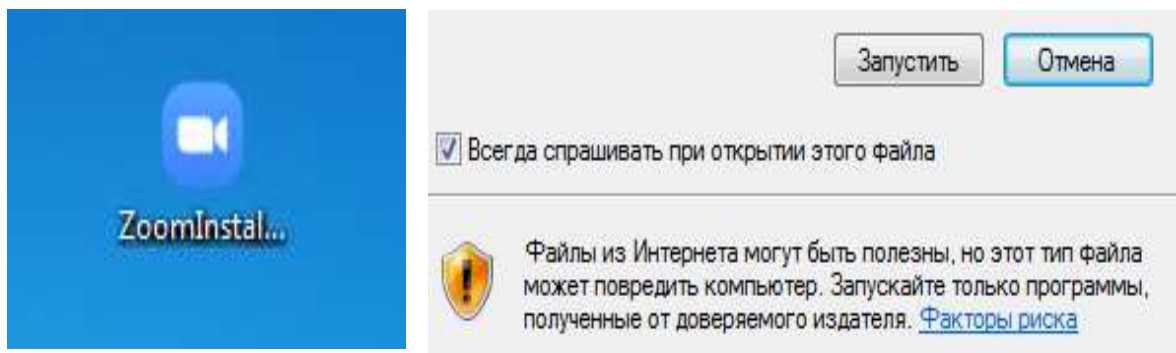 ZoomInstal...
Запустить Отмена
Всегда спрашивать при открытии этого файла
Файлы из Интернета могут быть полезны, но этот тип файла
может повредить компьютер. Запускайте только программы,
полученные от доверяемого издателя. Факторы риска